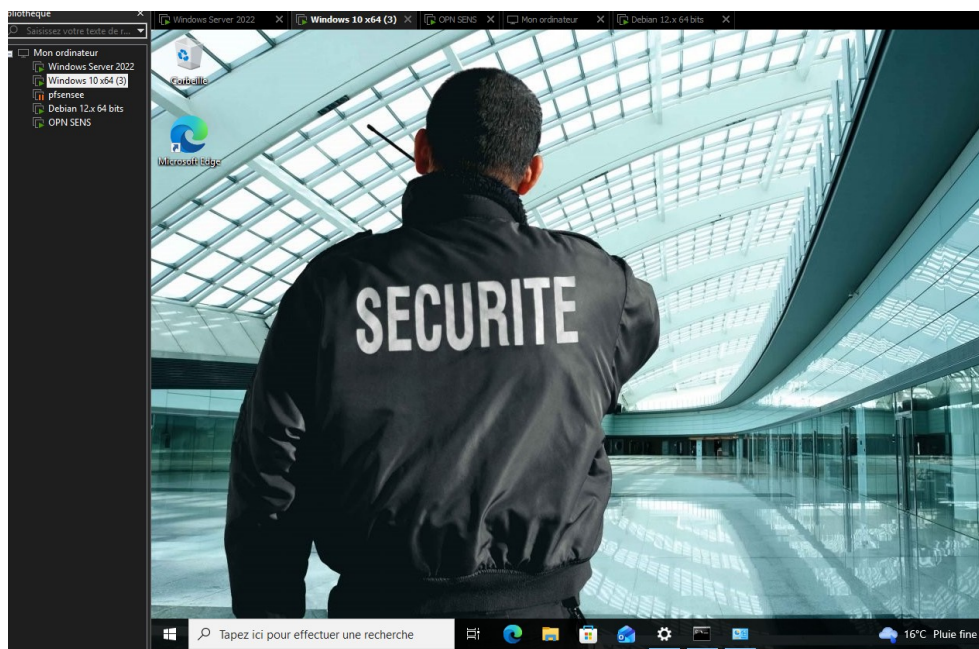 bliothèque
Windows Server 2022
Windows 10 x64 (3)
OPN SENS
Mon ordinateur
Debian 12.x 64 bits
Saisissez votre texte de r...
Mon ordinateur
Windows Server 2022
Windows 10 x64 (3)
pfsensee
Debian 12.x 64 bits
OPN SENS
Corbeille
Microsoft Edge
SECURITE
Tapez ici pour effectuer une recherche
16°C Pluie fine